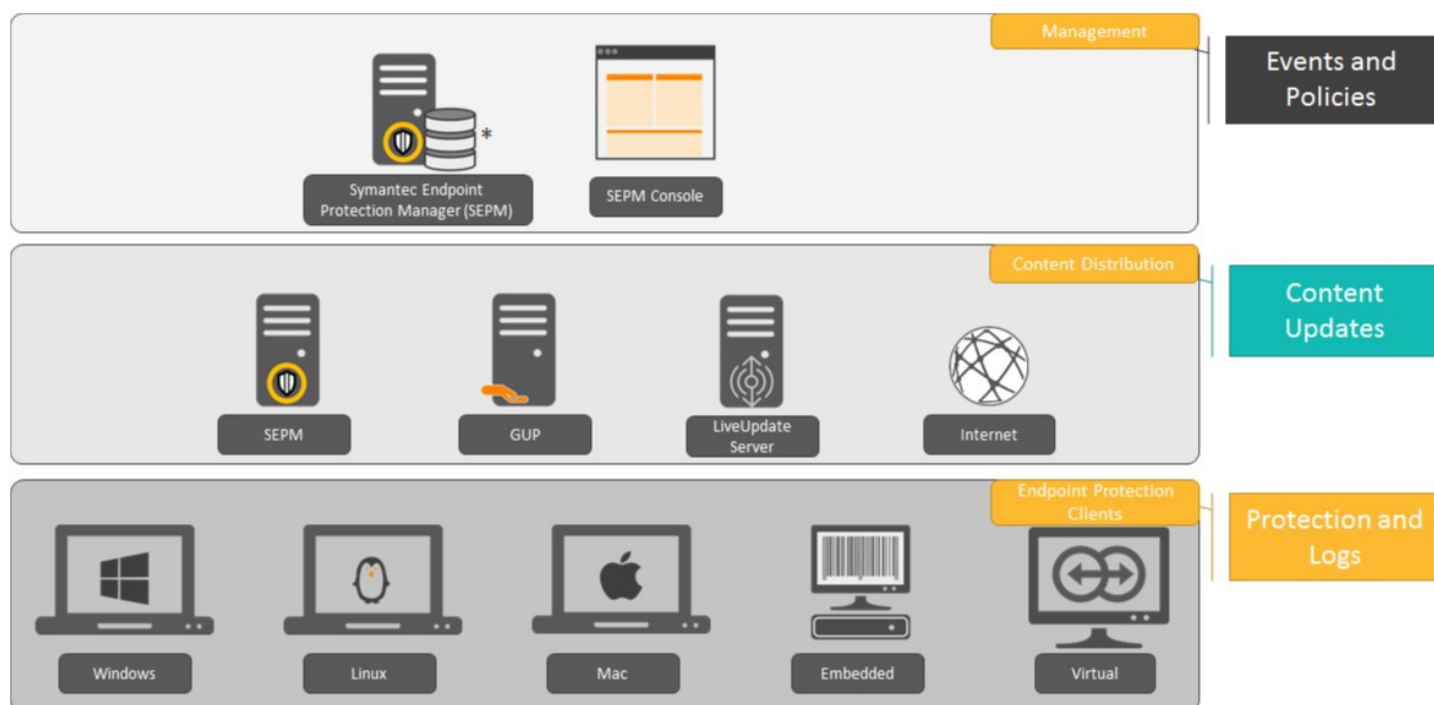 Management
Events and
Policies
*
Symantec Endpoint
Protection Manager (SEPM)
SEPM Console
Content Distribution
Content
Updates
SEPM
GUP
LiveUpdate
Server
Internet
Endpoint Protection
Clients
Protection and
Logs
Windows
Linux
Mac
Embedded
Virtual